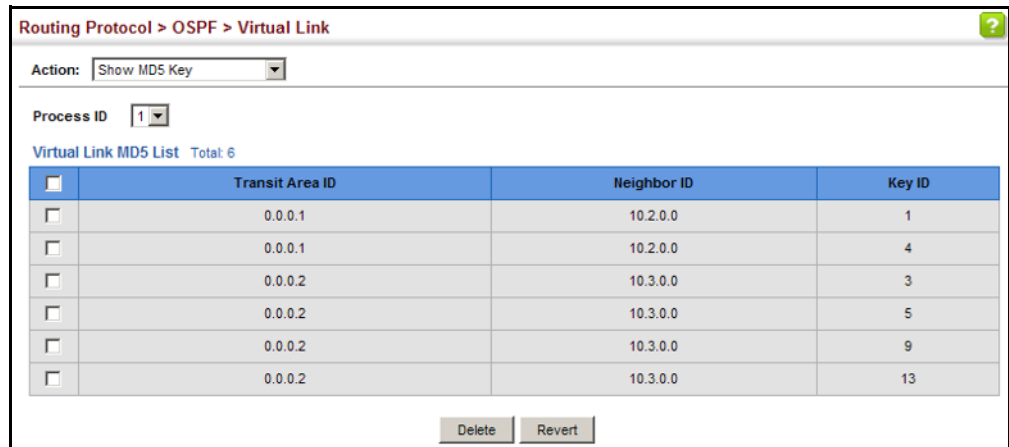 Routing Protocol > OSPF > Virtual Link ?
Action: Show MD5 Key
Process ID 1
Virtual Link MD5 List Total: 6
Transit Area ID Neighbor ID Key ID
0.0.0.1 10.2.0.0 1
0.0.0.1 10.2.0.0 4
0.0.0.2 10.3.0.0 3
0.0.0.2 10.3.0.0 5
0.0.0.2 10.3.0.0 9
0.0.0.2 10.3.0.0 13
Delete Revert